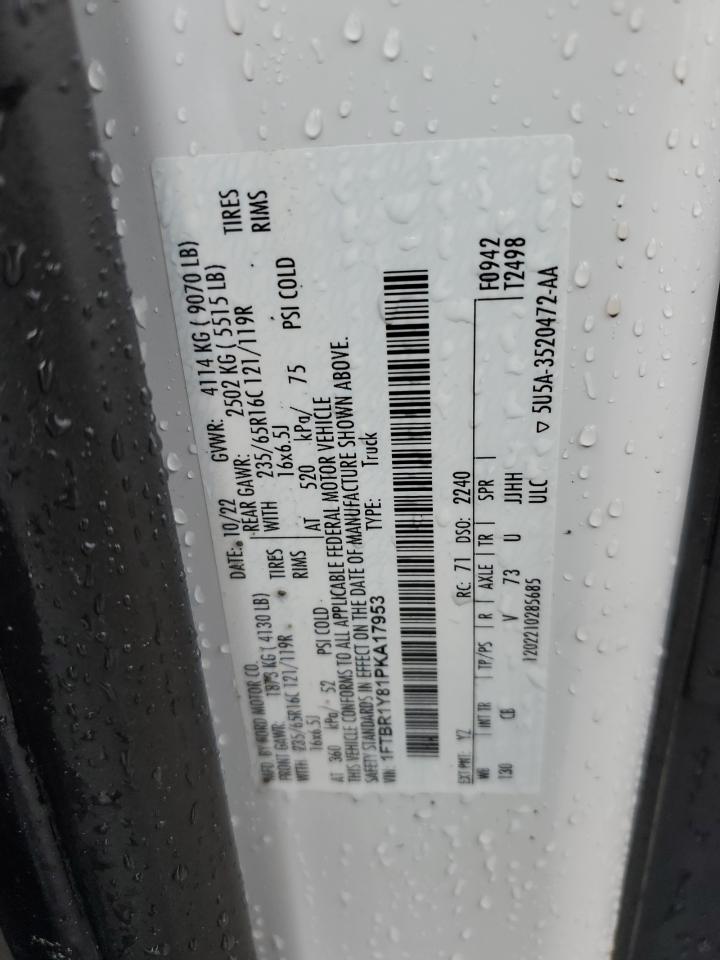 MFD. BY FORD MOTOR CO.
DATE: 10/22 GVWR: 4114 KG ( 9070 LB)
FRONT GAWR: 1873 KG ( 4130 LB) REAR GAWR: 2502 KG ( 5515 LB)
WITH 235/65R16C 121/119R TIRES WITH 235/65R16C 121/119R TIRES
16x6.5J RIMS 16x6.5J RIMS
AT 360 kPa/ 52 PSI COLD AT 520 kPa/ 75 PSI COLD
THIS VEHICLE CONFORMS TO ALL APPLICABLE FEDERAL MOTOR VEHICLE
SAFETY STANDARDS IN EFFECT ON THE DATE OF MANUFACTURE SHOWN ABOVE.
VIN: 1FTBR1Y81PKA17953 TYPE: Truck
EXT PNT: YZ RC: 71 DSO: 2240 F0942
WB INT TR TP/PS R AXLE TR SPR T2498
130 CB V 73 U JJHH
1202210285685 ULC
▽ 5U5A-3520472-AA